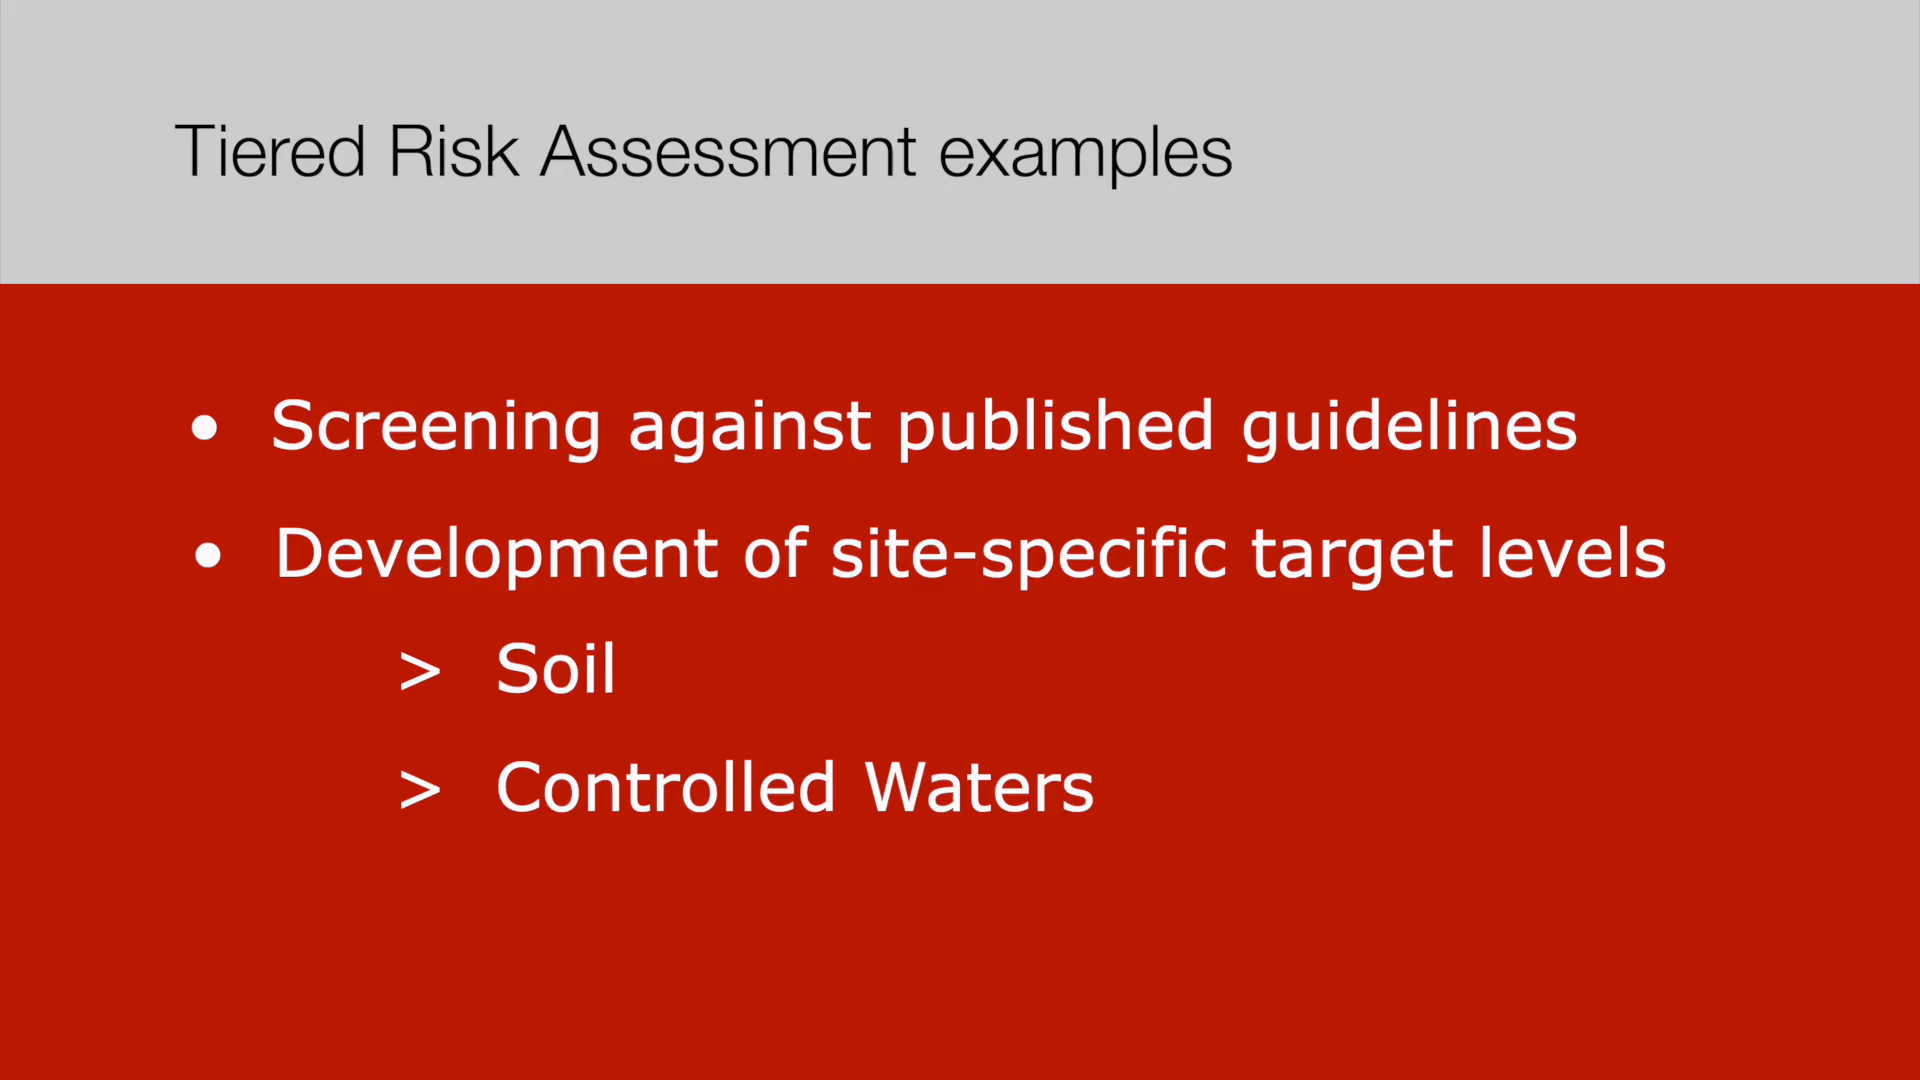 Tiered Risk Assessment examples
• Screening against published guidelines
• Development of site-specific target levels
> Soil
> Controlled Waters